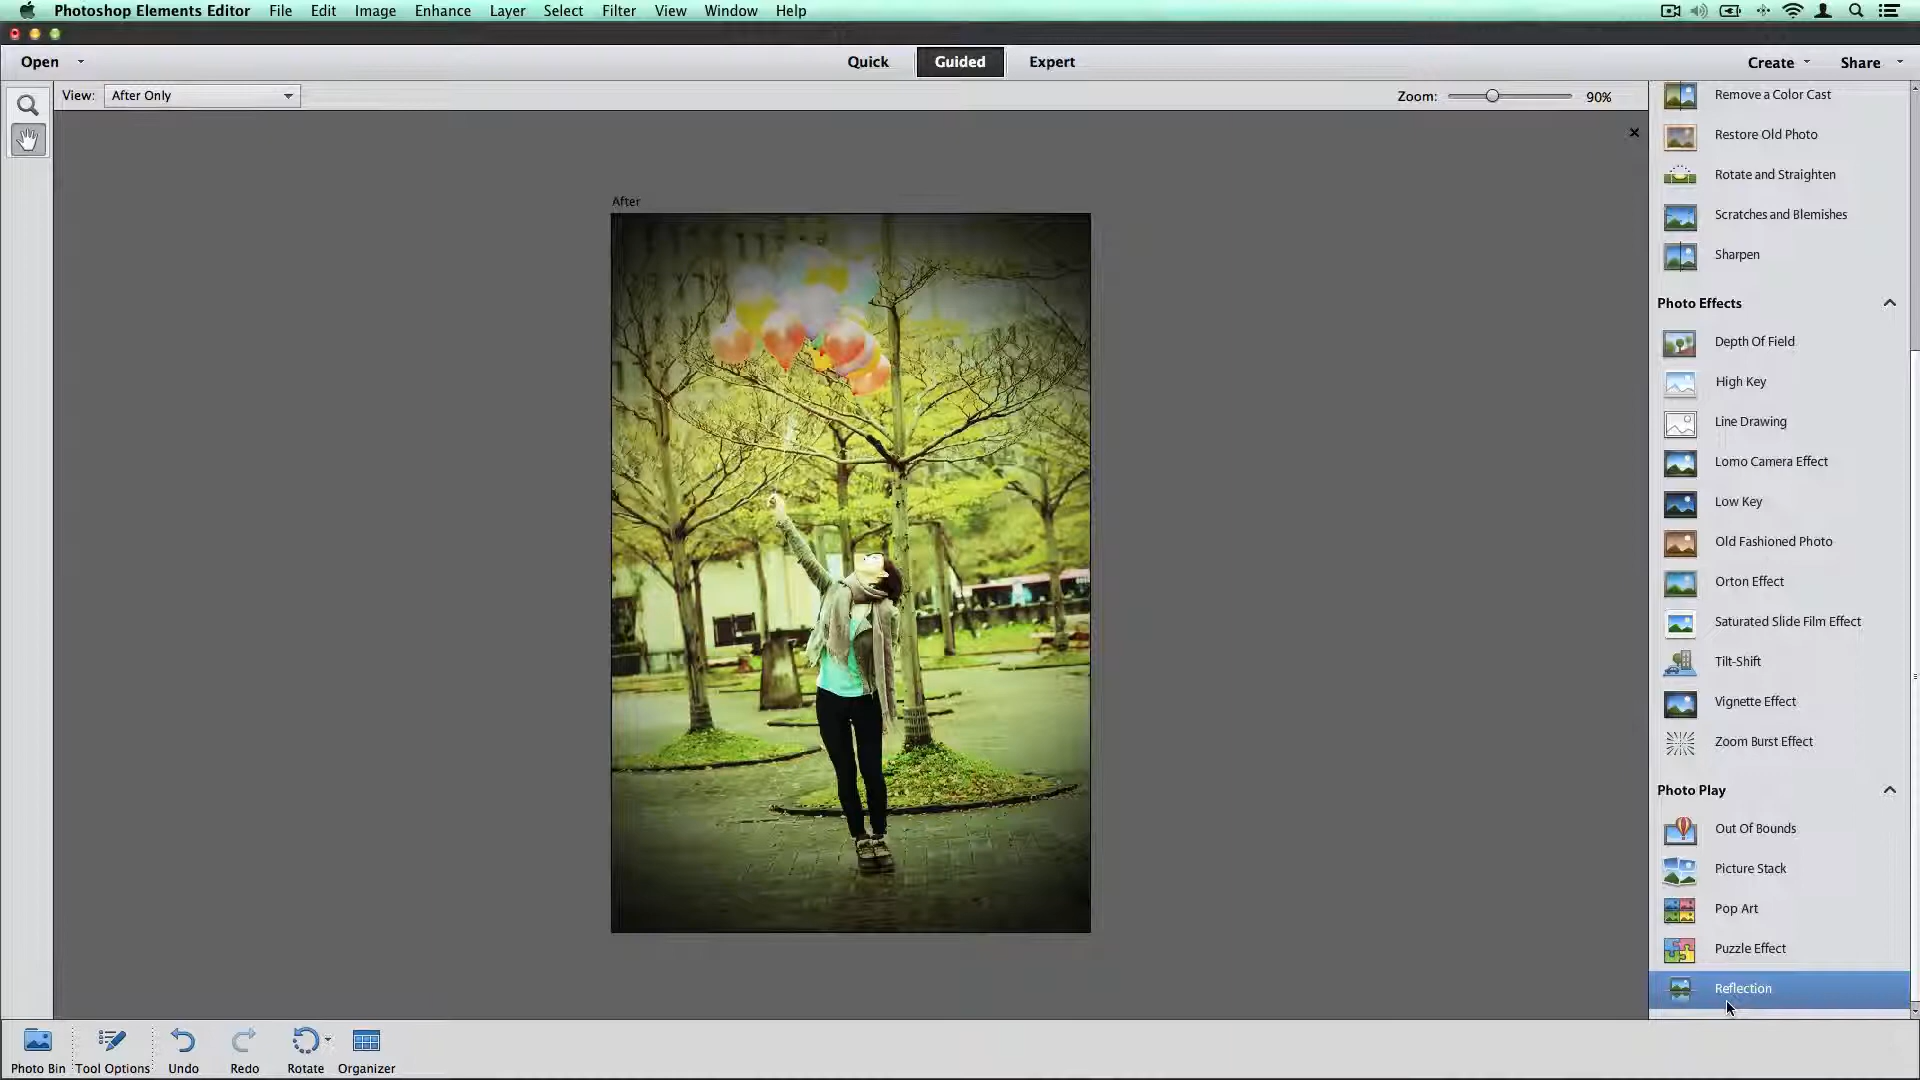 Photoshop Elements Editor File Edit Image Enhance Layer Select Filter View Window Help
Open Quick Guided Expert Create Share
View: After Only Zoom: 90%
After
Remove a Color Cast
Restore Old Photo
Rotate and Straighten
Scratches and Blemishes
Sharpen
Photo Effects
Depth Of Field
High Key
Line Drawing
Lomo Camera Effect
Low Key
Old Fashioned Photo
Orton Effect
Saturated Slide Film Effect
Tilt-Shift
Vignette Effect
Zoom Burst Effect
Photo Play
Out Of Bounds
Picture Stack
Pop Art
Puzzle Effect
Reflection
Photo Bin Tool Options Undo Redo Rotate Organizer